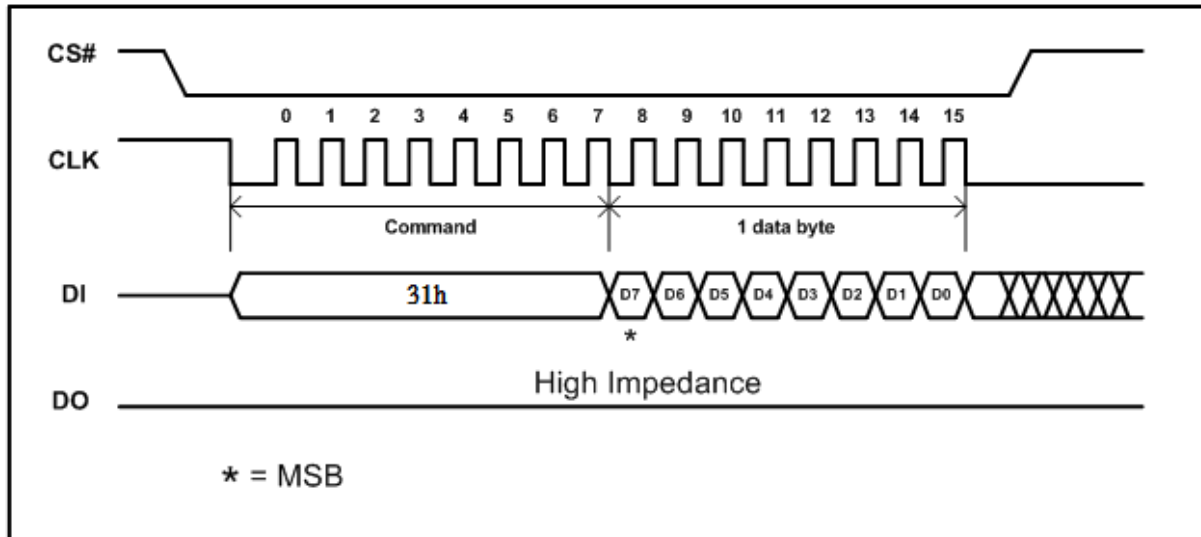 CS#
0 1 2 3 4 5 6 7 8 9 10 11 12 13 14 15
CLK
Command 1 data byte
DI 31h D7 D6 D5 D4 D3 D2 D1 D0
*
High Impedance
DO
* = MSB